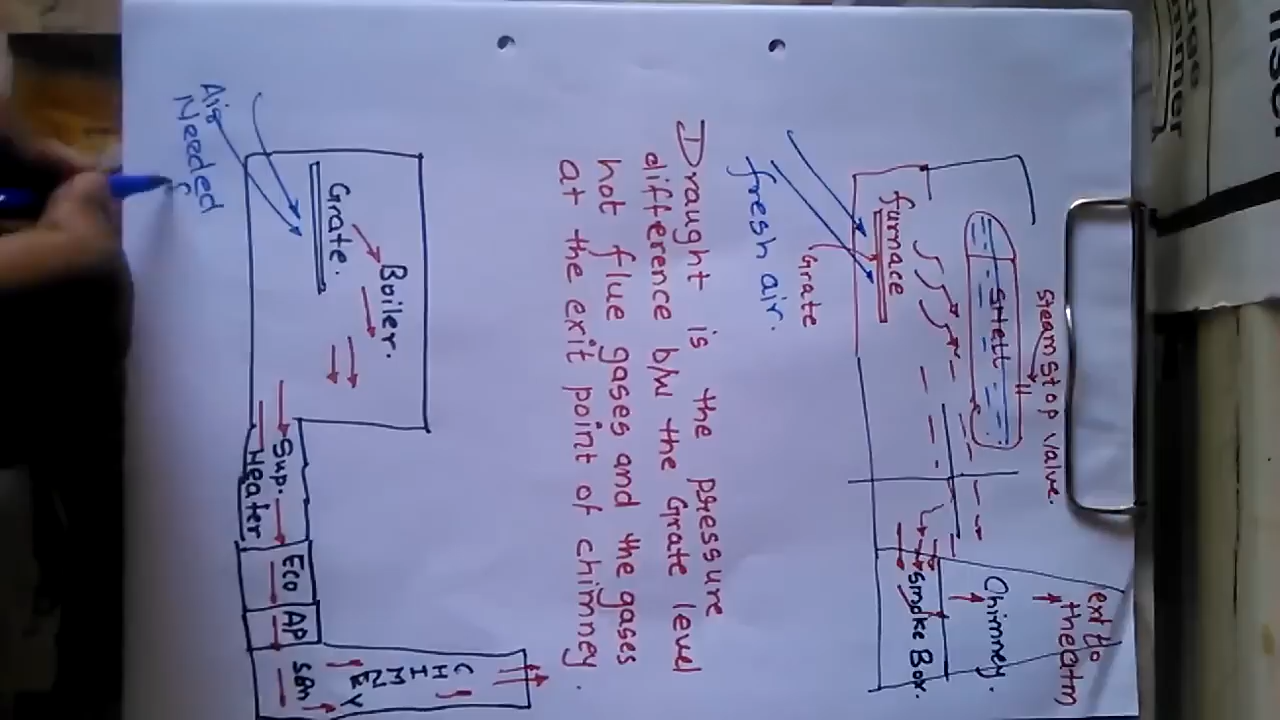 steam stop valve.
ext to
the atm
shell
Chimney.
furnace
smoke Box.
Grate
fresh air.
Draught is the pressure
difference b/w the Grate level
hot flue gases and the gases
at the exit point of chimney.
Boiler.
Grate.
Air
Needed
Sup.
Heater
Eco
AP
CHIMNEY